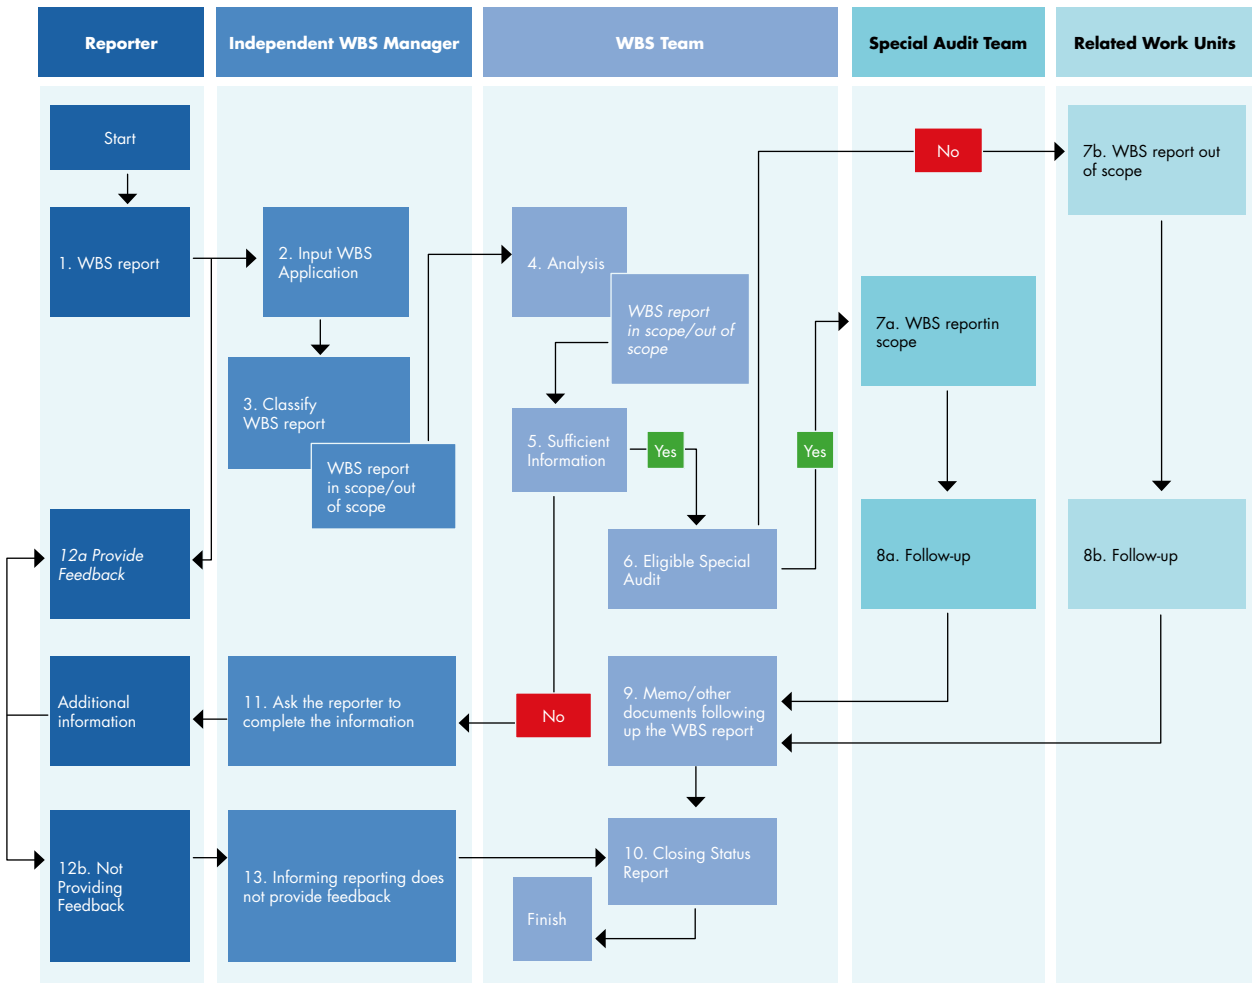 Reporter
Independent WBS Manager
WBS Team
Special Audit Team
Related Work Units
Start
No
7b. WBS report out
of scope
1. WBS report
2. Input WBS
Application
4. Analysis
WBS report
in scope/out of
scope
7a. WBS reportin
scope
3. Classify
WBS report
WBS report
in scope/out
of scope
5. Sufficient
Information
Yes
Yes
12a Provide
Feedback
6. Eligible Special
Audit
8a. Follow-up
8b. Follow-up
Additional
information
11. Ask the reporter to
complete the information
No
9. Memo/other
documents following
up the WBS report
12b. Not
Providing
Feedback
13. Informing reporting does
not provide feedback
10. Closing Status
Report
Finish